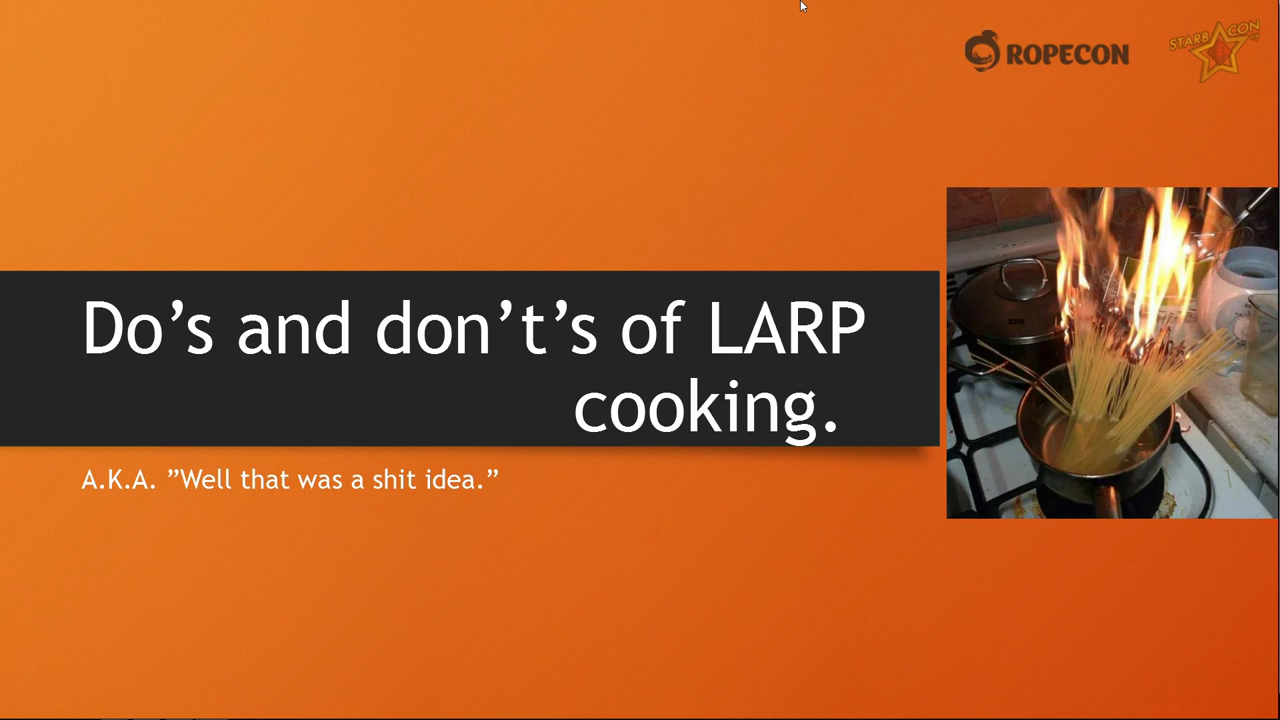 ROPECON
STARBACON
Do’s and don’t’s of LARP
cooking.
A.K.A. ”Well that was a shit idea.”